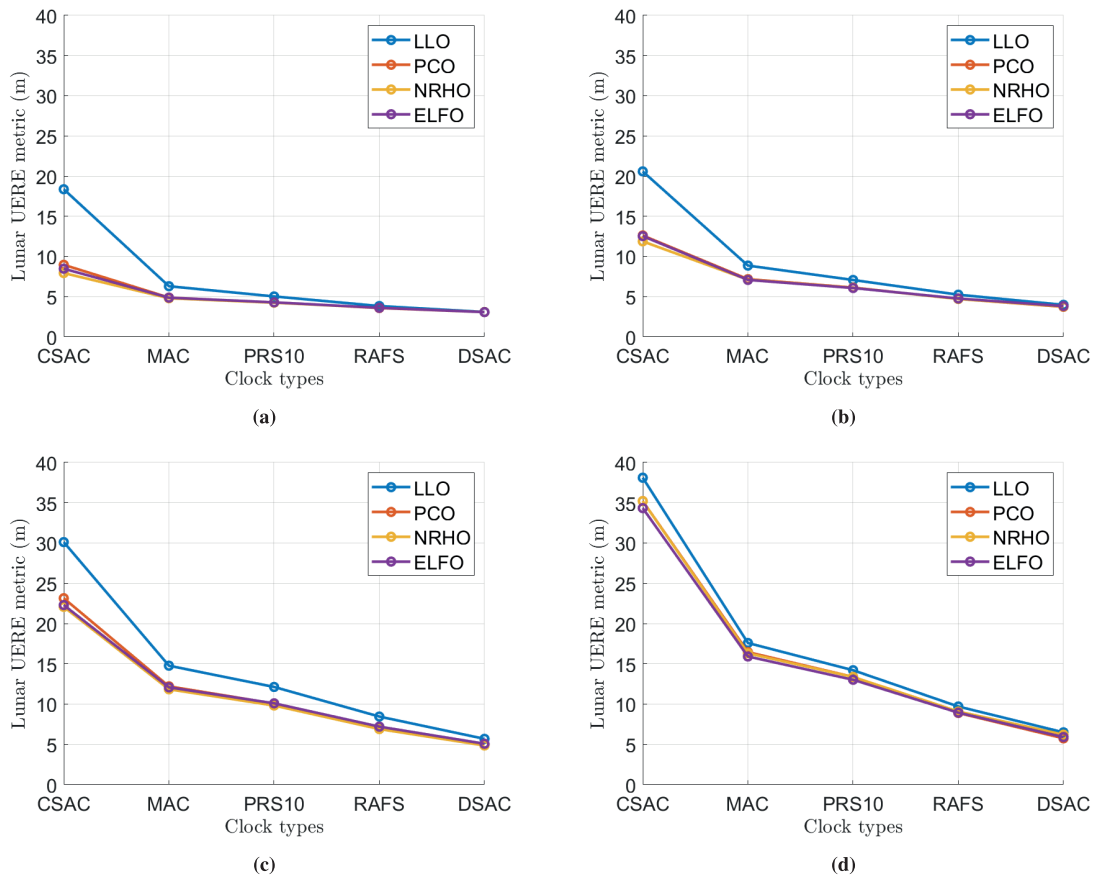 40
35
30
25
20
15
10
5
0
Lunar UERE metric (m)
LLO
PCO
NRHO
ELFO
CSAC MAC PRS10 RAFS DSAC
Clock types
(a)
40
35
30
25
20
15
10
5
0
Lunar UERE metric (m)
LLO
PCO
NRHO
ELFO
CSAC MAC PRS10 RAFS DSAC
Clock types
(b)
40
35
30
25
20
15
10
5
0
Lunar UERE metric (m)
LLO
PCO
NRHO
ELFO
CSAC MAC PRS10 RAFS DSAC
Clock types
(c)
40
35
30
25
20
15
10
5
0
Lunar UERE metric (m)
LLO
PCO
NRHO
ELFO
CSAC MAC PRS10 RAFS DSAC
Clock types
(d)